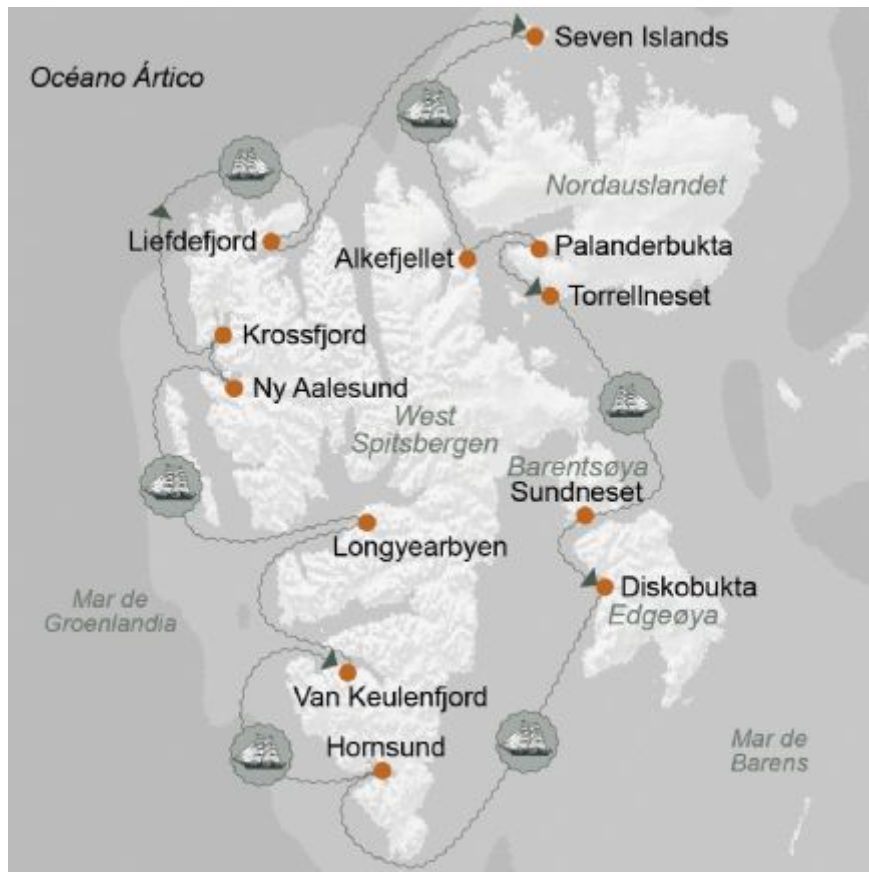 Seven Islands
Océano Ártico
Nordauslandet
Liefdefjord
Alkefjellet
Palanderbukta
Torrellneset
Krossfjord
Ny Aalesund
West
Spitsbergen
Barentsøya
Sundneset
Longyearbyen
Diskobukta
Edgeøya
Mar de
Groenlandia
Van Keulenfjord
Hornsund
Mar de
Barens